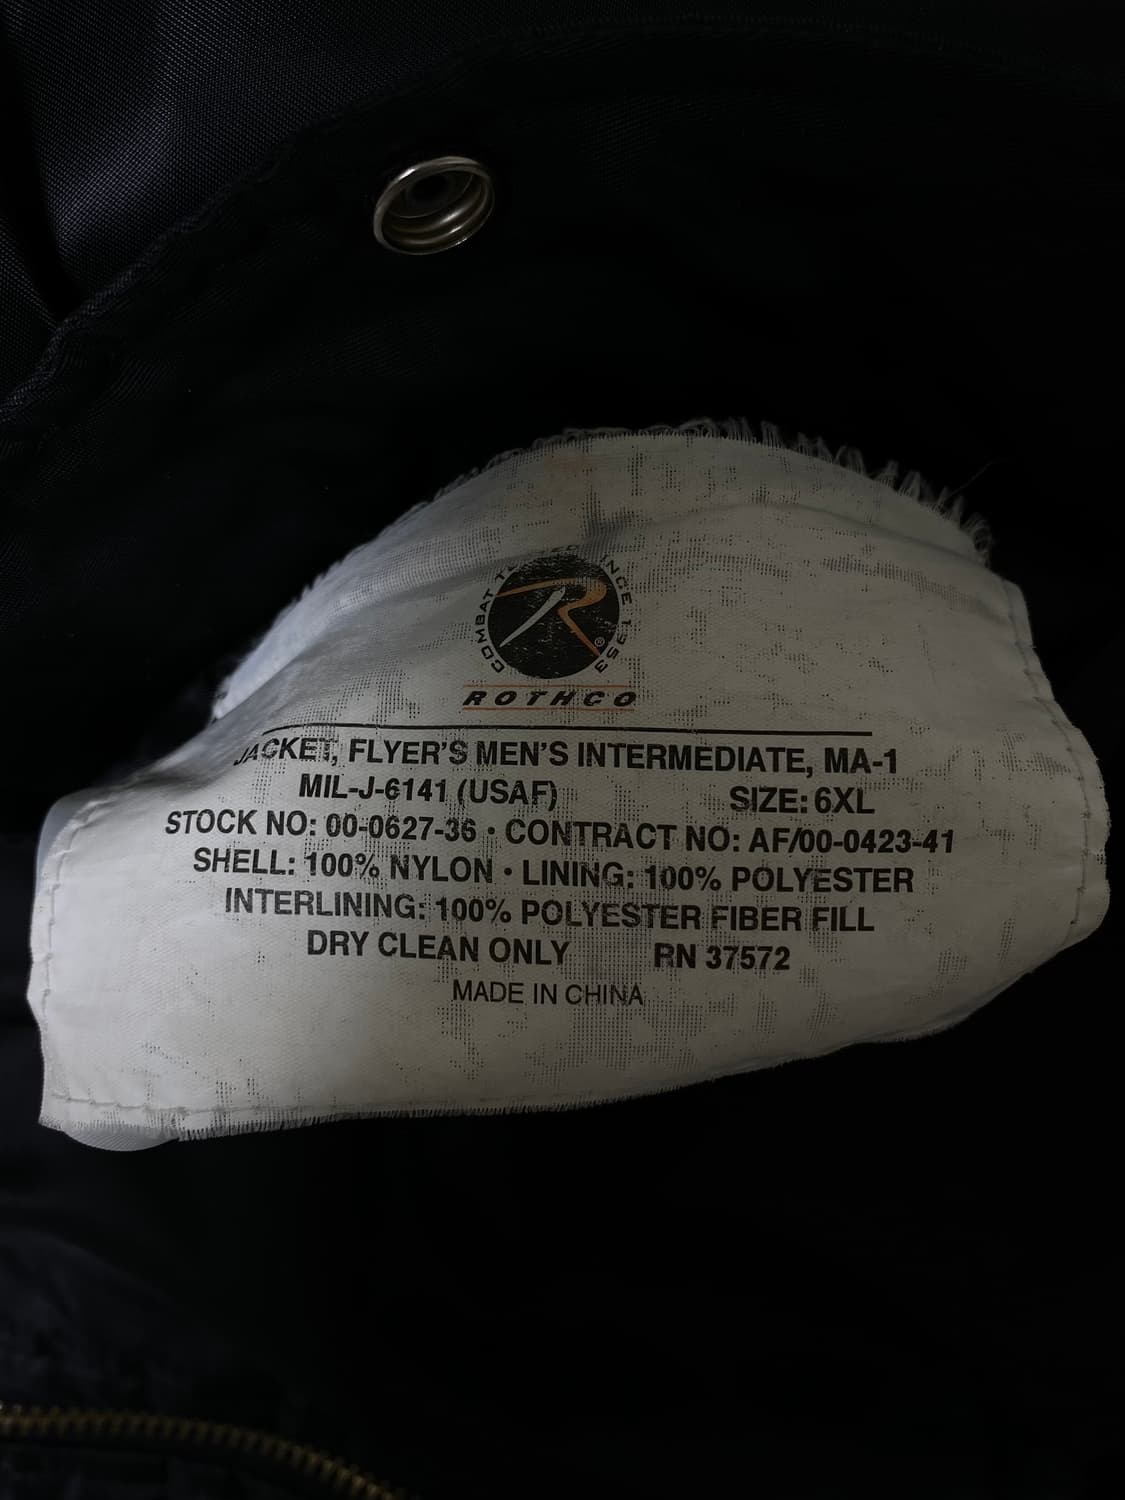 COMBAT TESTED SINCE 1953
R®
ROTHCO
JACKET, FLYER'S MEN'S INTERMEDIATE, MA-1
MIL-J-6141 (USAF) SIZE: 6XL
STOCK NO: 00-0627-36 • CONTRACT NO: AF/00-0423-41
SHELL: 100% NYLON • LINING: 100% POLYESTER
INTERLINING: 100% POLYESTER FIBER FILL
DRY CLEAN ONLY RN 37572
MADE IN CHINA